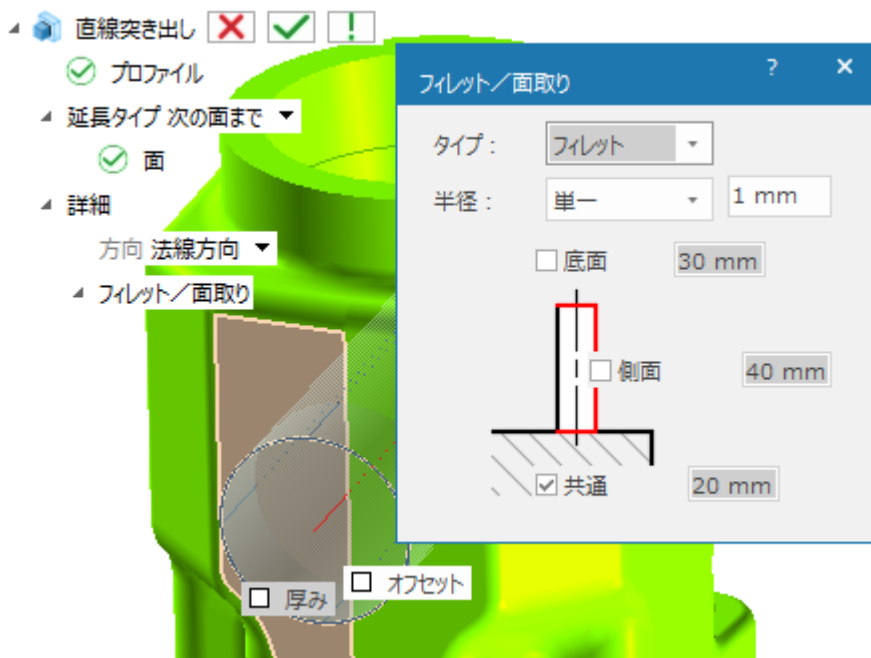 直線突き出し
プロファイル
延長タイプ 次の面まで
面
詳細
方向 法線方向
フィレット／面取り
フィレット／面取り ?
タイプ： フィレット
半径： 単一 1 mm
底面 30 mm
側面 40 mm
共通 20 mm
厚み
オフセット